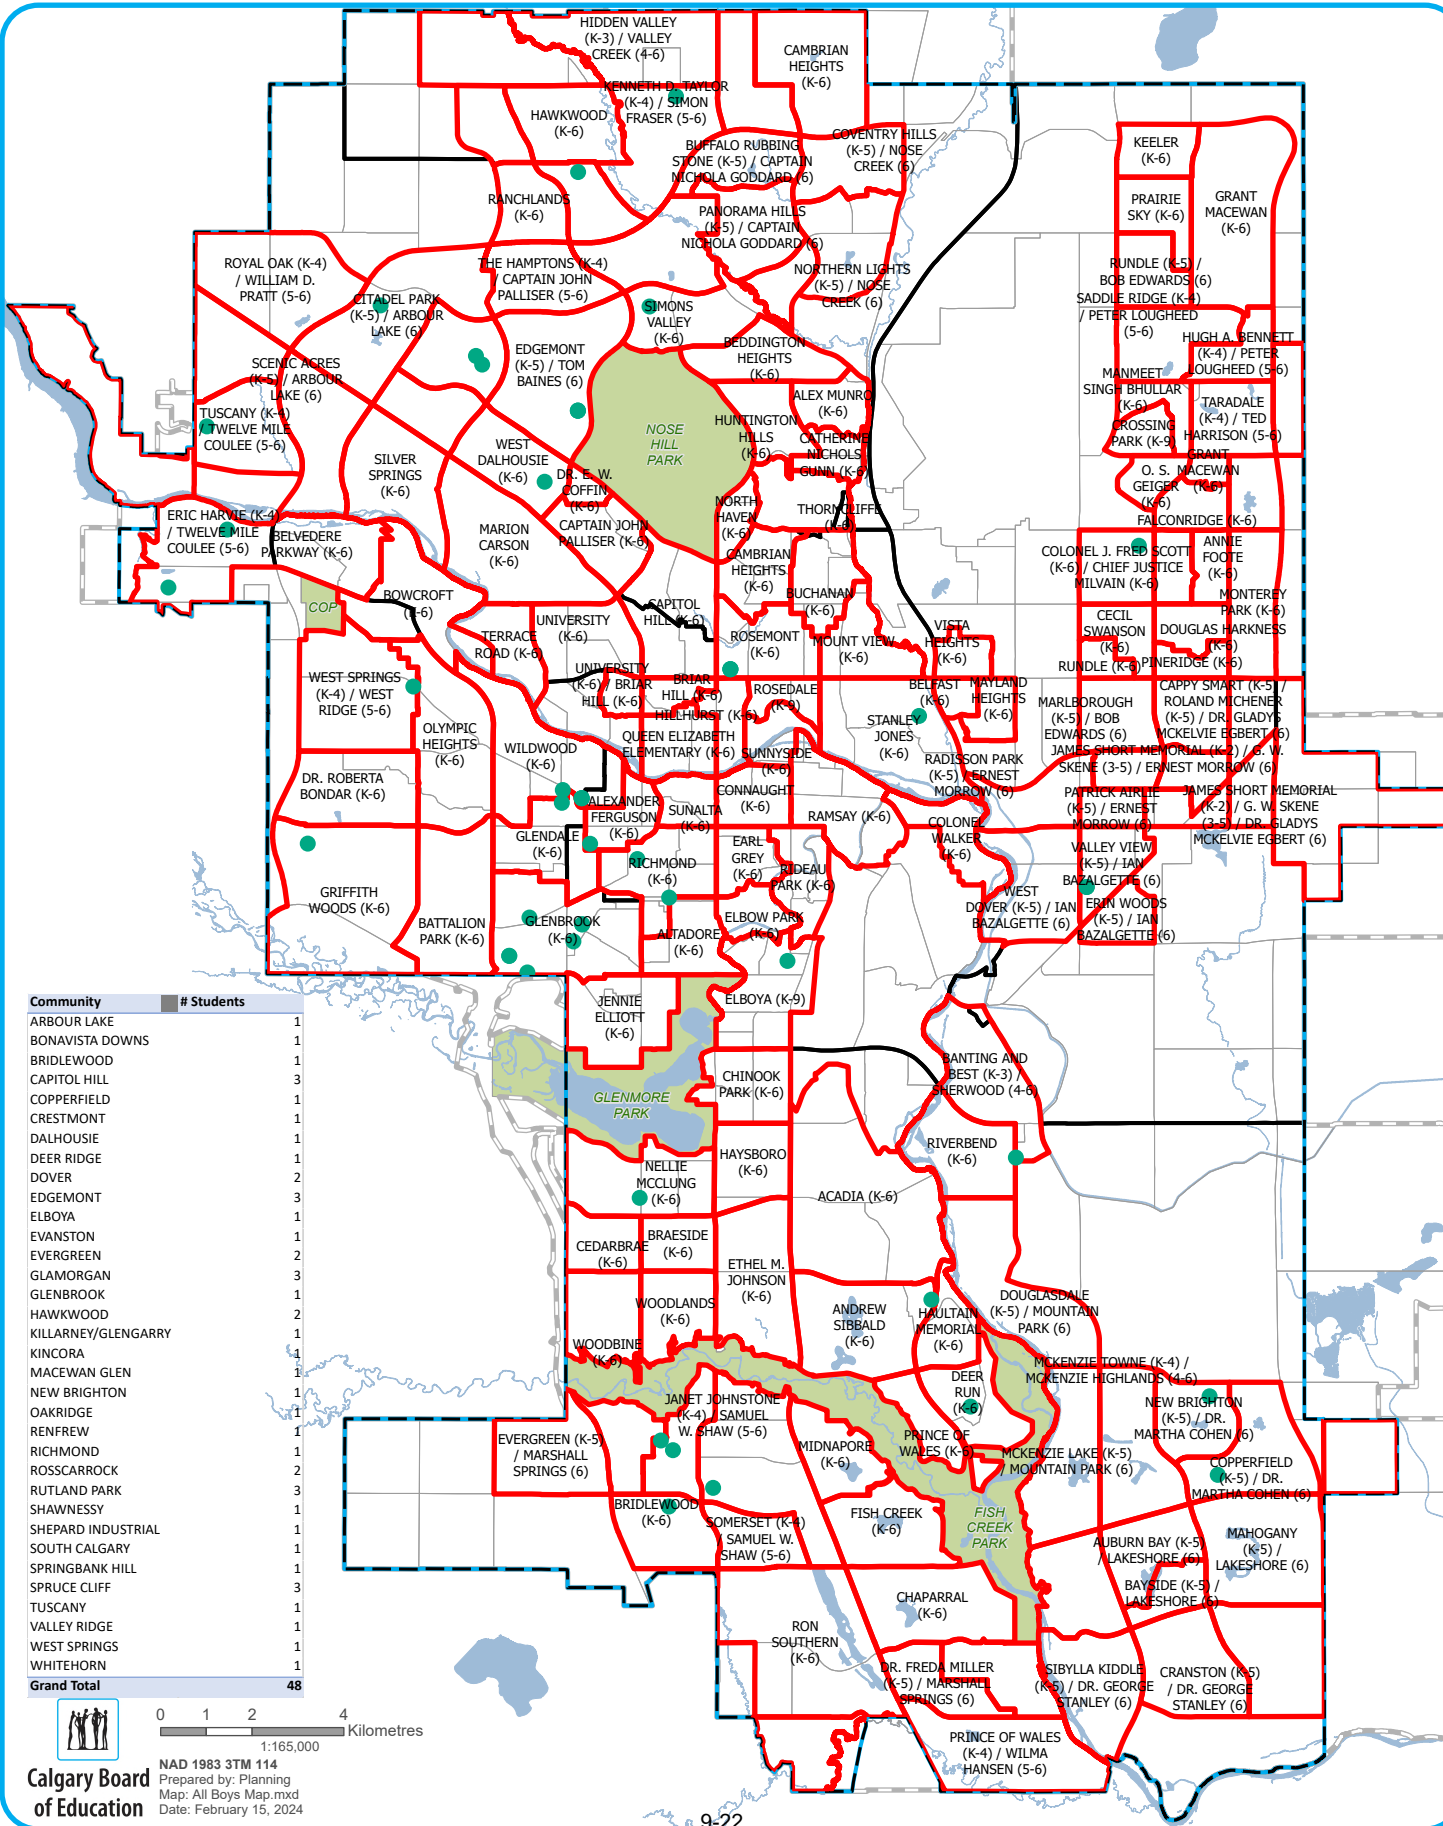 HIDDEN VALLEY
(K-3) / VALLEY
CREEK (4-6)
CAMBRIAN
HEIGHTS
(K-6)
KENNETH D. TAYLOR
(K-4) / SIMON
FRASER (5-6)
HAWKWOOD
(K-6)
COVENTRY HILLS
(K-5) / NOSE
CREEK (6)
BUFFALO RUBBING
STONE (K-5) / CAPTAIN
NICHOLA GODDARD (6)
KEELER
(K-6)
RANCHLANDS
(K-6)
PRAIRIE
SKY (K-6)
GRANT
MACEWAN
(K-6)
PANORAMA HILLS
(K-5) / CAPTAIN
NICHOLA GODDARD (6)
ROYAL OAK (K-4)
/ WILLIAM D.
PRATT (5-6)
THE HAMPTONS (K-4)
/ CAPTAIN JOHN
PALLISER (5-6)
NORTHERN LIGHTS
(K-5) / NOSE
CREEK (6)
RUNDLE (K-5) /
BOB EDWARDS (6)
CITADEL PARK
(K-5) / ARBOUR
LAKE (6)
SIMONS
VALLEY
(K-6)
SADDLE RIDGE (K-4)
/ PETER LOUGHEED
(5-6)
HUGH A. BENNETT
(K-4) / PETER
LOUGHEED (5-6)
BEDDINGTON
HEIGHTS
(K-6)
EDGEMONT
(K-5) / TOM
BAINES (6)
SCENIC ACRES
(K-5) / ARBOUR
LAKE (6)
MANMEET
SINGH BHULLAR
(K-6)
ALEX MUNRO
(K-6)
TARADALE
(K-4) / TED
HARRISON (5-6)
TUSCANY (K-4)
/ TWELVE MILE
COULEE (5-6)
HUNTINGTON
HILLS
(K-6)
NOSE
HILL
PARK
CROSSING
PARK (K-9)
CATHERINE
NICHOLS
GUNN (K-6)
WEST
DALHOUSIE
(K-6)
SILVER
SPRINGS
(K-6)
DR. E. W.
COFFIN
(K-6)
GRANT
MACEWAN
(K-6)
O. S.
GEIGER
(K-6)
NORTH
HAVEN
(K-6)
THORNCLIFFE
(K-6)
FALCONRIDGE (K-6)
ERIC HARVIE (K-4)
/ TWELVE MILE
COULEE (5-6)
BELVEDERE
PARKWAY (K-6)
MARION
CARSON
(K-6)
CAPTAIN JOHN
PALLISER (K-6)
COLONEL J. FRED SCOTT
(K-6) / CHIEF JUSTICE
MILVAIN (K-6)
ANNIE
FOOTE
(K-6)
CAMBRIAN
HEIGHTS
(K-6)
BUCHANAN
(K-6)
MONTEREY
PARK (K-6)
COP
BOWCROFT
(K-6)
CAPITOL
HILL (K-6)
UNIVERSITY
(K-6)
TERRACE
ROAD (K-6)
ROSEMONT
(K-6)
MOUNT VIEW
(K-6)
VISTA
HEIGHTS
(K-6)
CECIL
SWANSON
(K-6)
DOUGLAS HARKNESS
(K-6)
RUNDLE (K-6)
PINERIDGE (K-6)
WEST SPRINGS
(K-4) / WEST
RIDGE (5-6)
UNIVERSITY
(K-6) / BRIAR
HILL (K-6)
BRIAR
HILL (K-6)
ROSEDALE
(K-9)
BELFAST
(K-6)
MAYLAND
HEIGHTS
(K-6)
MARLBOROUGH
(K-5) / BOB
EDWARDS (6)
CAPPY SMART (K-5) /
ROLAND MICHENER
(K-5) / DR. GLADYS
MCKELVIE EGBERT (6)
HILLHURST (K-6)
OLYMPIC
HEIGHTS
(K-6)
WILDWOOD
(K-6)
QUEEN ELIZABETH
ELEMENTARY (K-6)
SUNNYSIDE
(K-6)
STANLEY
JONES
(K-6)
RADISSON PARK
(K-5) / ERNEST
MORROW (6)
JAMES SHORT MEMORIAL (K-2) / G. W.
SKENE (3-5) / ERNEST MORROW (6)
DR. ROBERTA
BONDAR (K-6)
CONNAUGHT
(K-6)
ALEXANDER
FERGUSON
(K-6)
SUNALTA
(K-6)
RAMSAY (K-6)
PATRICK AIRLIE
(K-5) / ERNEST
MORROW (6)
JAMES SHORT MEMORIAL
(K-2) / G. W. SKENE
(3-5) / DR. GLADYS
MCKELVIE EGBERT (6)
COLONEL
WALKER
(K-6)
GLENDALE
(K-6)
EARL
GREY
(K-6)
VALLEY VIEW
(K-5) / IAN
BAZALGETTE (6)
RICHMOND
(K-6)
RIDEAU
PARK (K-6)
GRIFFITH
WOODS (K-6)
BATTALION
PARK (K-6)
GLENBROOK
(K-6)
ELBOW PARK
(K-6)
ALTADORE
(K-6)
WEST
DOVER (K-5) / IAN
BAZALGETTE (6)
ERIN WOODS
(K-5) / IAN
BAZALGETTE (6)
JENNIE
ELLIOTT
(K-6)
ELBOYA (K-9)
BANTING AND
BEST (K-3) /
SHERWOOD (4-6)
CHINOOK
PARK (K-6)
GLENMORE
PARK
RIVERBEND
(K-6)
HAYSBORO
(K-6)
NELLIE
MCCLUNG
(K-6)
ACADIA (K-6)
BRAESIDE
(K-6)
CEDARBRAE
(K-6)
ETHEL M.
JOHNSON
(K-6)
WOODLANDS
(K-6)
ANDREW
SIBBALD
(K-6)
HAULTAIN
MEMORIAL
(K-6)
DOUGLASDALE
(K-5) / MOUNTAIN
PARK (6)
WOODBINE
(K-6)
MCKENZIE TOWNE (K-4) /
MCKENZIE HIGHLANDS (4-6)
DEER
RUN
(K-6)
JANET JOHNSTONE
(K-4) / SAMUEL
W. SHAW (5-6)
NEW BRIGHTON
(K-5) / DR.
MARTHA COHEN (6)
EVERGREEN (K-5)
/ MARSHALL
SPRINGS (6)
MIDNAPORE
(K-6)
PRINCE OF
WALES (K-6)
MCKENZIE LAKE (K-5)
/ MOUNTAIN PARK (6)
COPPERFIELD
(K-5) / DR.
MARTHA COHEN (6)
BRIDLEWOOD
(K-6)
SOMERSET (K-4)
/ SAMUEL W.
SHAW (5-6)
FISH CREEK
(K-6)
FISH
CREEK
PARK
AUBURN BAY (K-5)
/ LAKESHORE (6)
MAHOGANY
(K-5) /
LAKESHORE (6)
BAYSIDE (K-5) /
LAKESHORE (6)
CHAPARRAL
(K-6)
RON
SOUTHERN
(K-6)
DR. FREDA MILLER
(K-5) / MARSHALL
SPRINGS (6)
SIBYLLA KIDDLE
(K-5) / DR. GEORGE
STANLEY (6)
CRANSTON (K-5)
/ DR. GEORGE
STANLEY (6)
PRINCE OF WALES
(K-4) / WILMA
HANSEN (5-6)
Community # Students
ARBOUR LAKE 1
BONAVISTA DOWNS 1
BRIDLEWOOD 1
CAPITOL HILL 3
COPPERFIELD 1
CRESTMONT 1
DALHOUSIE 1
DEER RIDGE 1
DOVER 2
EDGEMONT 3
ELBOYA 1
EVANSTON 1
EVERGREEN 2
GLAMORGAN 3
GLENBROOK 1
HAWKWOOD 2
KILLARNEY/GLENGARRY 1
KINCORA 1
MACEWAN GLEN 1
NEW BRIGHTON 1
OAKRIDGE 1
RENFREW 1
RICHMOND 1
ROSSCARROCK 2
RUTLAND PARK 3
SHAWNESSY 1
SHEPARD INDUSTRIAL 1
SOUTH CALGARY 1
SPRINGBANK HILL 1
SPRUCE CLIFF 3
TUSCANY 1
VALLEY RIDGE 1
WEST SPRINGS 1
WHITEHORN 1
Grand Total 48
0 1 2 4
Kilometres
1:165,000
Calgary Board
of Education
NAD 1983 3TM 114
Prepared by: Planning
Map: All Boys Map.mxd
Date: February 15, 2024
9-22